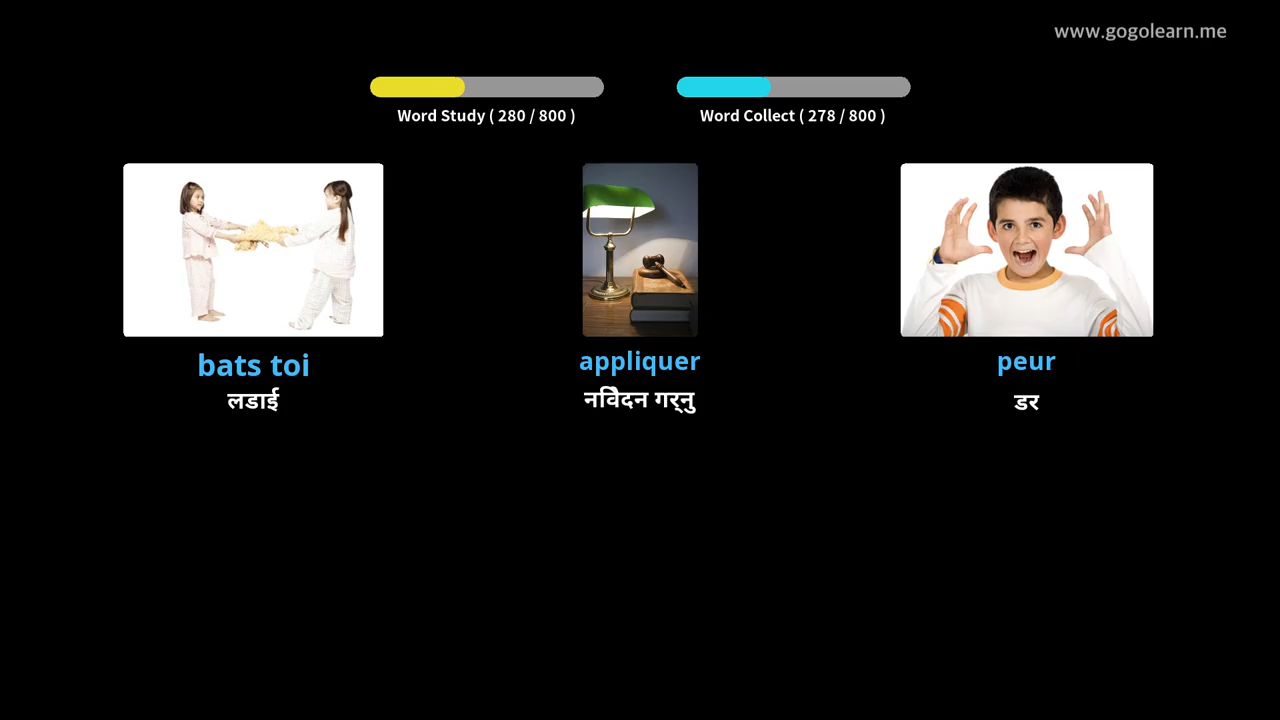 www.gogolearn.me
Word Study ( 280 / 800 )
Word Collect ( 278 / 800 )
bats toi
appliquer
peur
लडाई
निवेदन गर्नु
डर